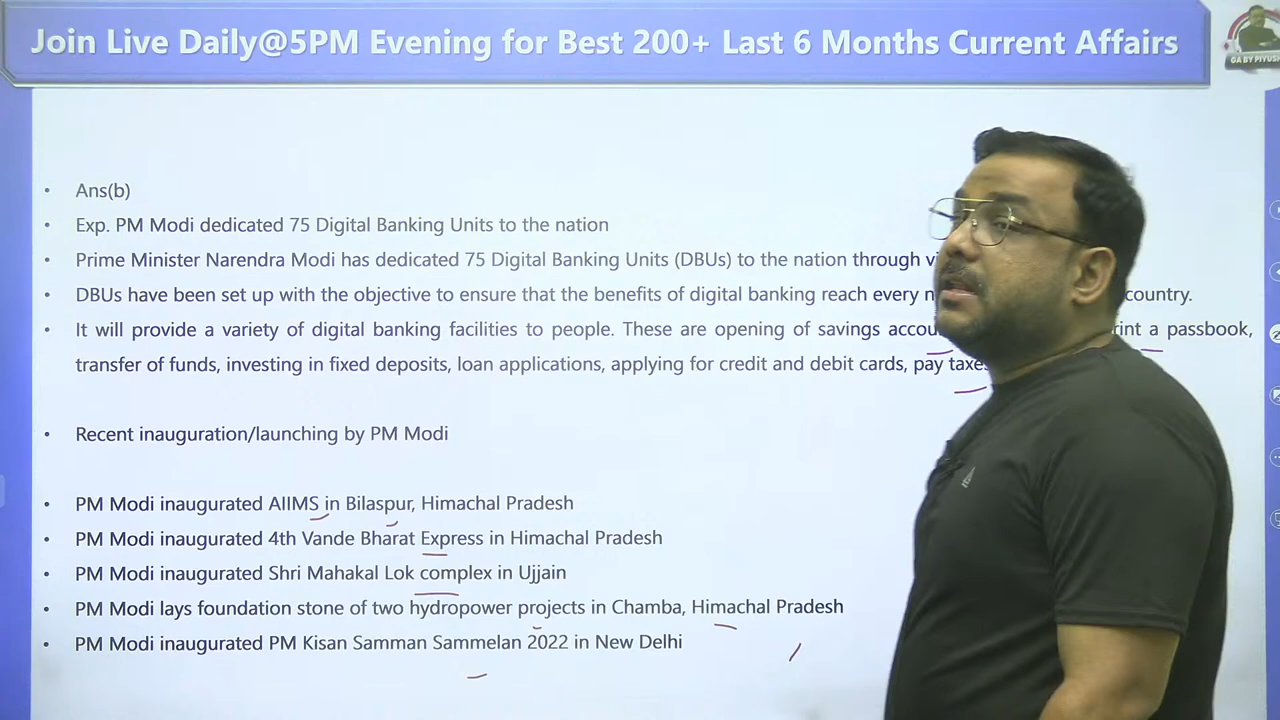 Join Live Daily@5PM Evening for Best 200+ Last 6 Months Current Affairs
GA BY PIYUSH
• Ans(b)
• Exp. PM Modi dedicated 75 Digital Banking Units to the nation
• Prime Minister Narendra Modi has dedicated 75 Digital Banking Units (DBUs) to the nation through
• DBUs have been set up with the objective to ensure that the benefits of digital banking reach every country.
• It will provide a variety of digital banking facilities to people. These are opening of savings a passbook,
transfer of funds, investing in fixed deposits, loan applications, applying for credit and debit cards, pay taxes
• Recent inauguration/launching by PM Modi
• PM Modi inaugurated AIIMS in Bilaspur, Himachal Pradesh
• PM Modi inaugurated 4th Vande Bharat Express in Himachal Pradesh
• PM Modi inaugurated Shri Mahakal Lok complex in Ujjain
• PM Modi lays foundation stone of two hydropower projects in Chamba, Himachal Pradesh
• PM Modi inaugurated PM Kisan Samman Sammelan 2022 in New Delhi